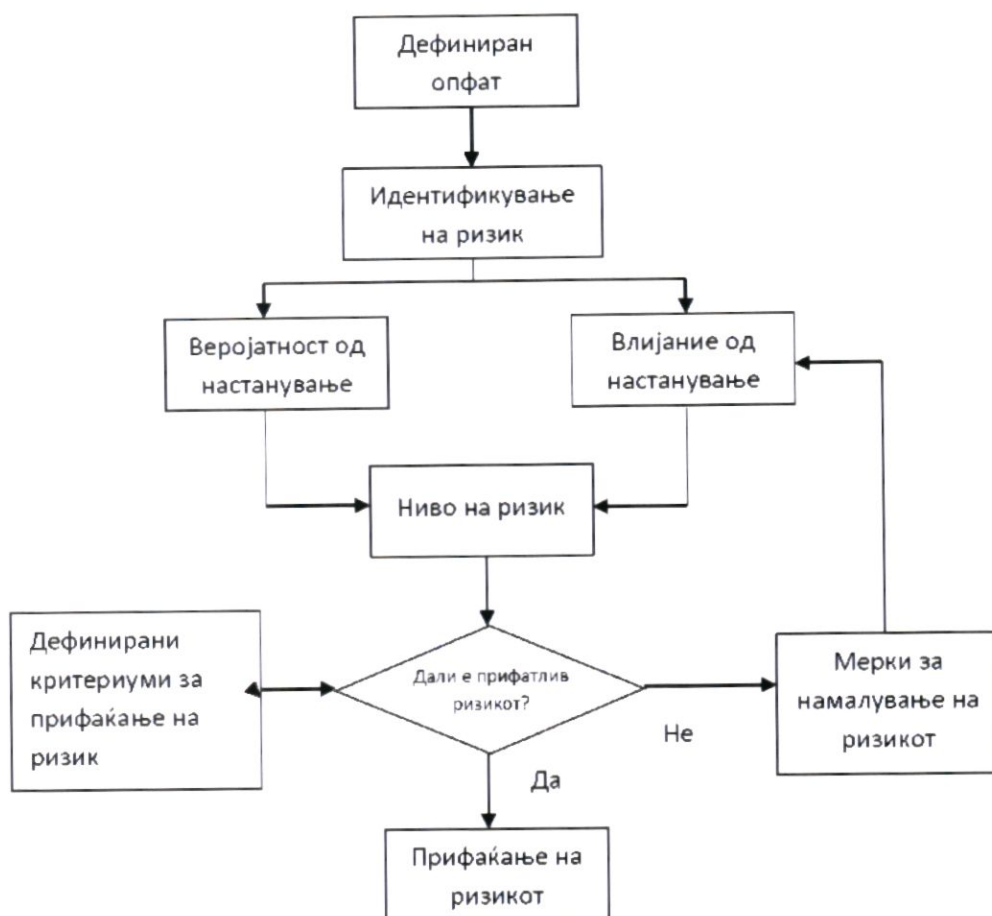 Дефиниран
опфат
Идентификување
на ризик
Веројатност од
настанување
Влијание од
настанување
Ниво на ризик
Дефинирани
критериуми за
прифаќање на
ризик
Дали е прифатлив
ризикот?
Не
Мерки за
намалување на
ризикот
Да
Прифаќање на
ризикот